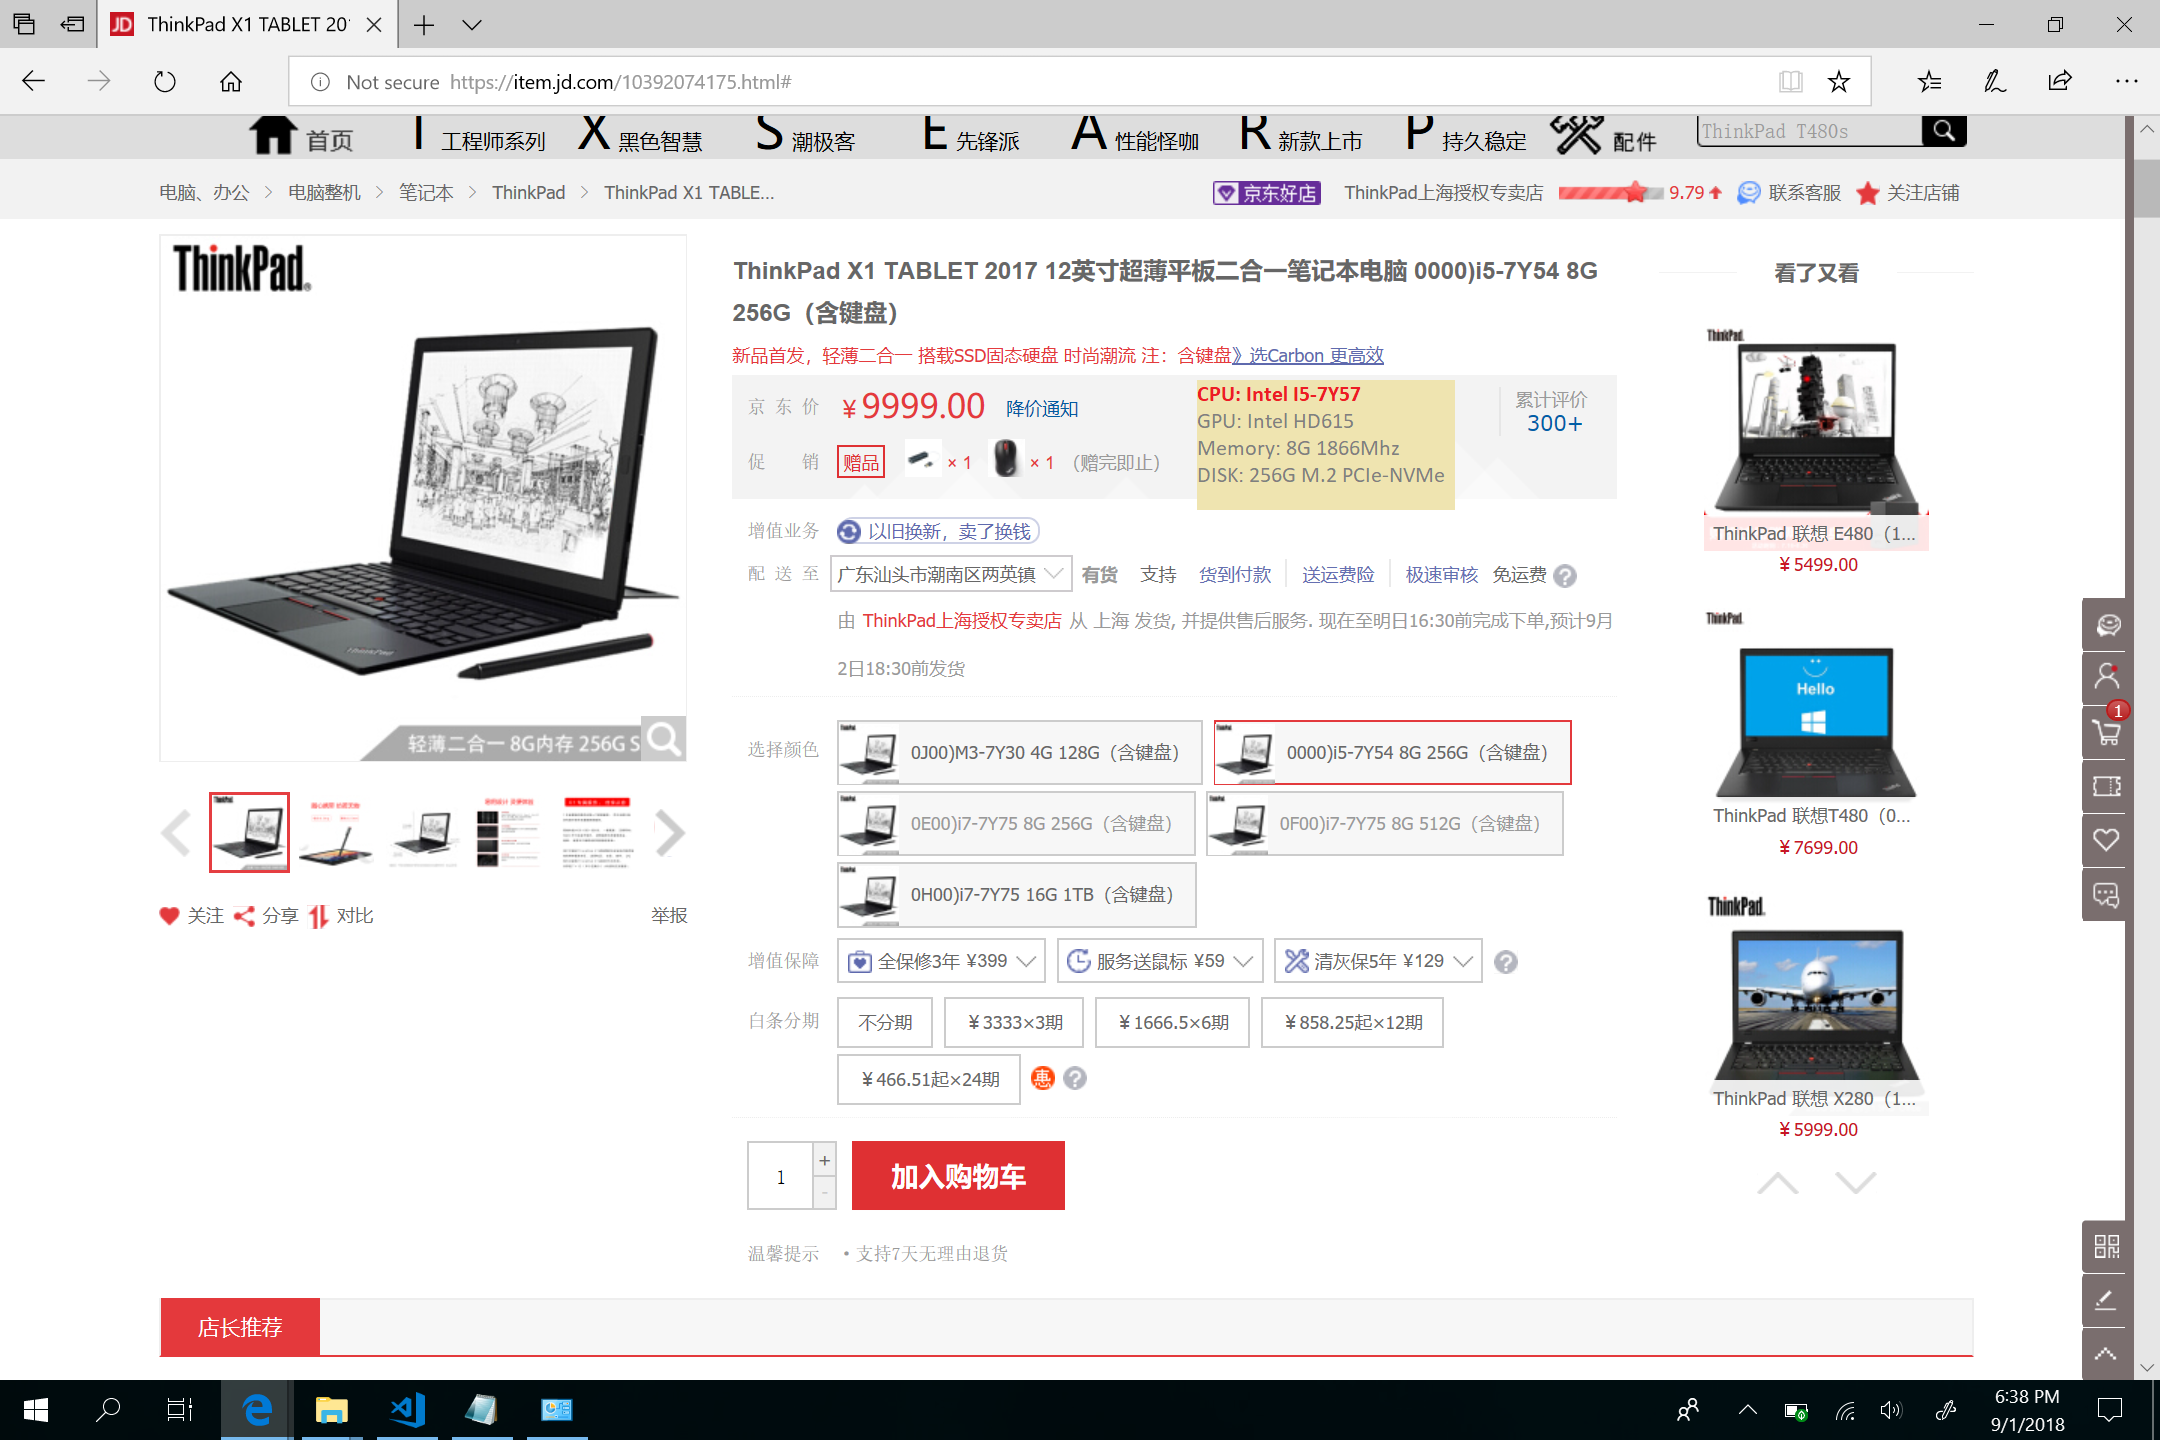 ThinkPad X1 TABLET 20
Not secure https://item.jd.com/10392074175.html#
首页
T 工程师系列
X 黑色智慧
S 潮极客
E 先锋派
A 性能怪咖
R 新款上市
P 持久稳定
配件
ThinkPad T480s
电脑、办公 > 电脑整机 > 笔记本 > ThinkPad > ThinkPad X1 TABLE...
京东好店
ThinkPad上海授权专卖店
9.79
联系客服
关注店铺
ThinkPad
轻薄二合一 8G内存 256G S
关注
分享
对比
举报
ThinkPad X1 TABLET 2017 12英寸超薄平板二合一笔记本电脑 0000)i5-7Y54 8G
256G（含键盘）
新品首发，轻薄二合一 搭载SSD固态硬盘 时尚潮流 注：含键盘》选Carbon 更高效
京东价 ￥9999.00 降价通知
CPU: Intel I5-7Y57
GPU: Intel HD615
Memory: 8G 1866Mhz
DISK: 256G M.2 PCIe-NVMe
累计评价
300+
促销 赠品 × 1 × 1 （赠完即止）
增值业务 以旧换新，卖了换钱
配送至 广东汕头市潮南区两英镇 有货 支持 货到付款 送运费险 极速审核 免运费
由 ThinkPad上海授权专卖店 从 上海 发货, 并提供售后服务. 现在至明日16:30前完成下单,预计9月
2日18:30前发货
选择颜色
0J00)M3-7Y30 4G 128G（含键盘）
0000)i5-7Y54 8G 256G（含键盘）
0E00)i7-7Y75 8G 256G（含键盘）
0F00)i7-7Y75 8G 512G（含键盘）
0H00)i7-7Y75 16G 1TB（含键盘）
增值保障 全保修3年 ¥399 服务送鼠标 ¥59 清灰保5年 ¥129
白条分期 不分期 ￥3333×3期 ￥1666.5×6期 ￥858.25起×12期
￥466.51起×24期 惠
1
+
-
加入购物车
温馨提示 •支持7天无理由退货
看了又看
ThinkPad
ThinkPad 联想 E480（1...
￥5499.00
ThinkPad
Hello
ThinkPad 联想T480（0...
￥7699.00
ThinkPad
ThinkPad 联想 X280（1...
￥5999.00
1
店长推荐
6:38 PM
9/1/2018